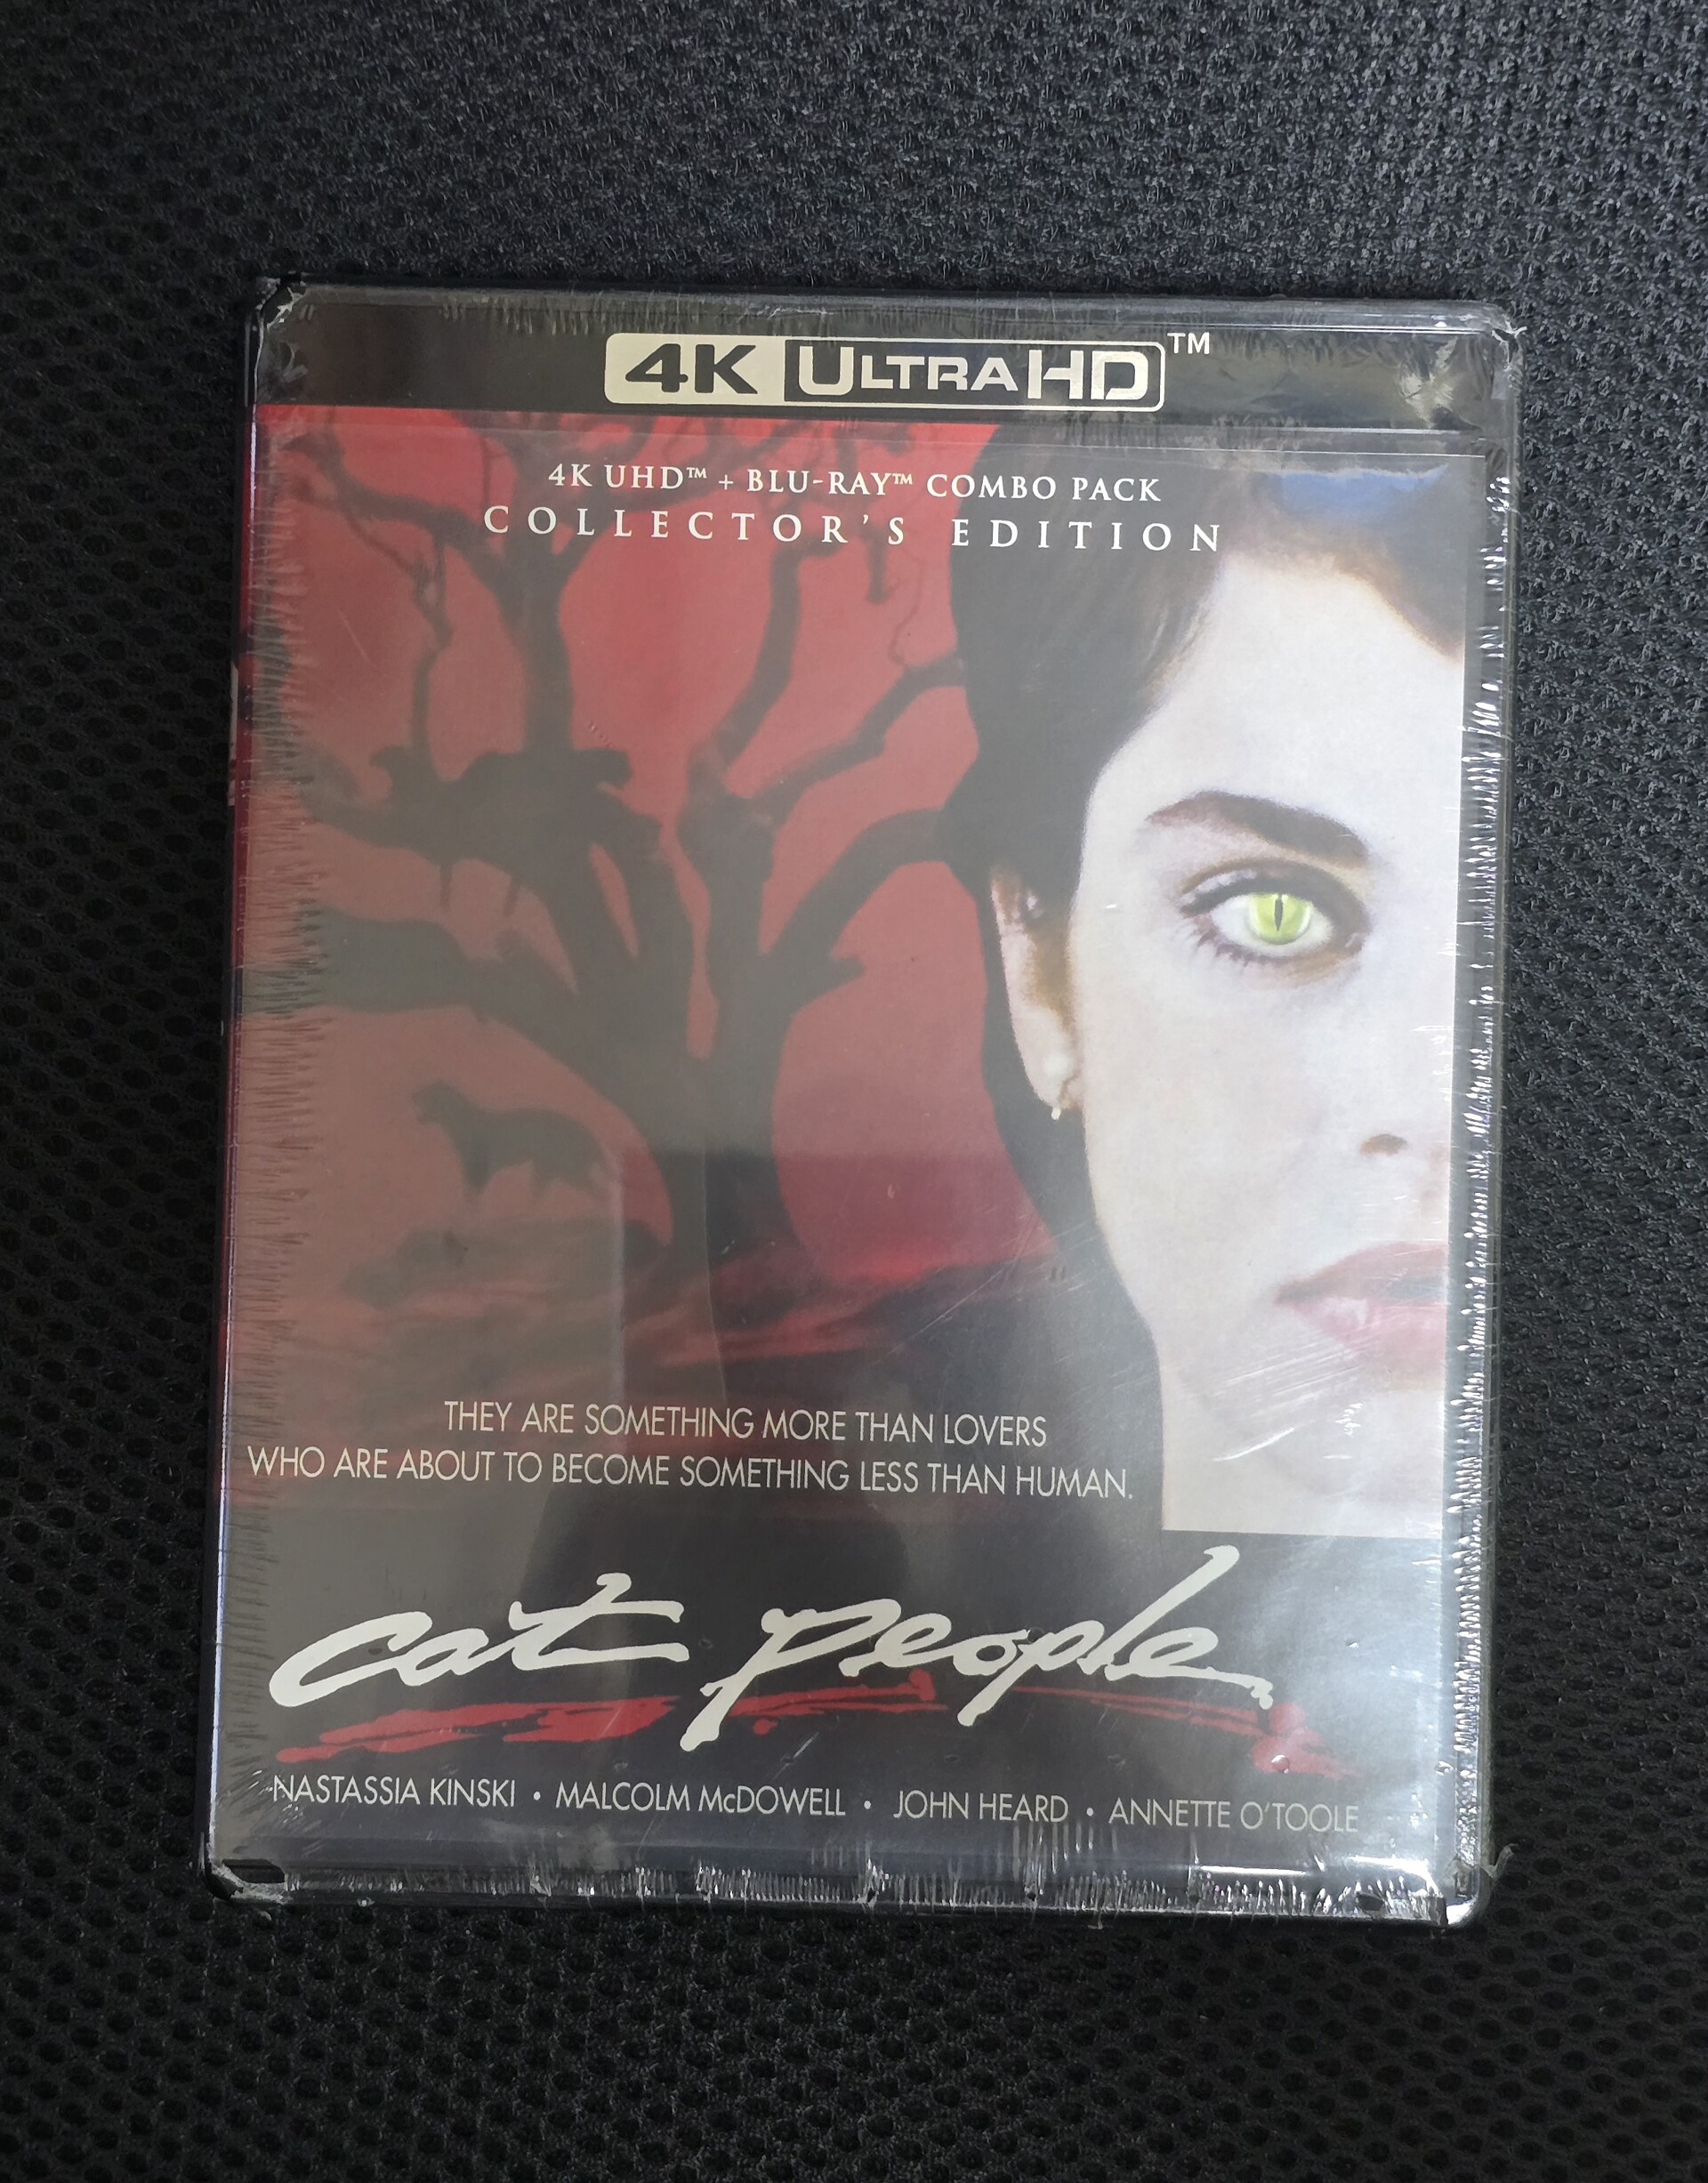 4K ULTRA HD™
4K UHD™ + BLU-RAY™ COMBO PACK
COLLECTOR'S EDITION
THEY ARE SOMETHING MORE THAN LOVERS
WHO ARE ABOUT TO BECOME SOMETHING LESS THAN HUMAN.
cat people
NASTASSIA KINSKI • MALCOLM McDOWELL • JOHN HEARD • ANNETTE O'TOOLE